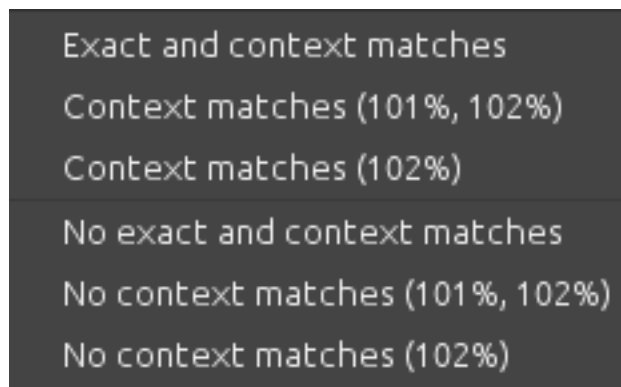 Exact and context matches
Context matches (101%, 102%)
Context matches (102%)
No exact and context matches
No context matches (101%, 102%)
No context matches (102%)